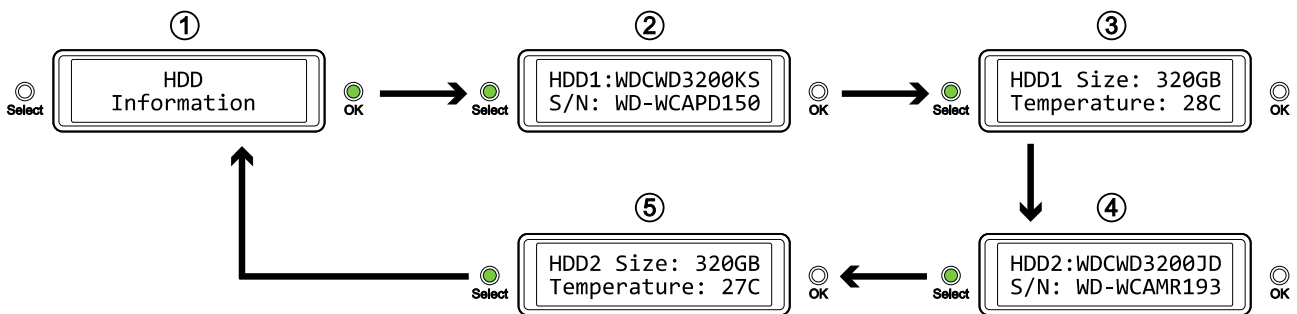 ①
HDD
Information
Select
OK
②
HDD1:WDCWD3200KS
S/N: WD-WCAPD150
Select
OK
③
HDD1 Size: 320GB
Temperature: 28C
Select
OK
④
HDD2:WDCWD3200JD
S/N: WD-WCAMR193
Select
OK
⑤
HDD2 Size: 320GB
Temperature: 27C
Select
OK